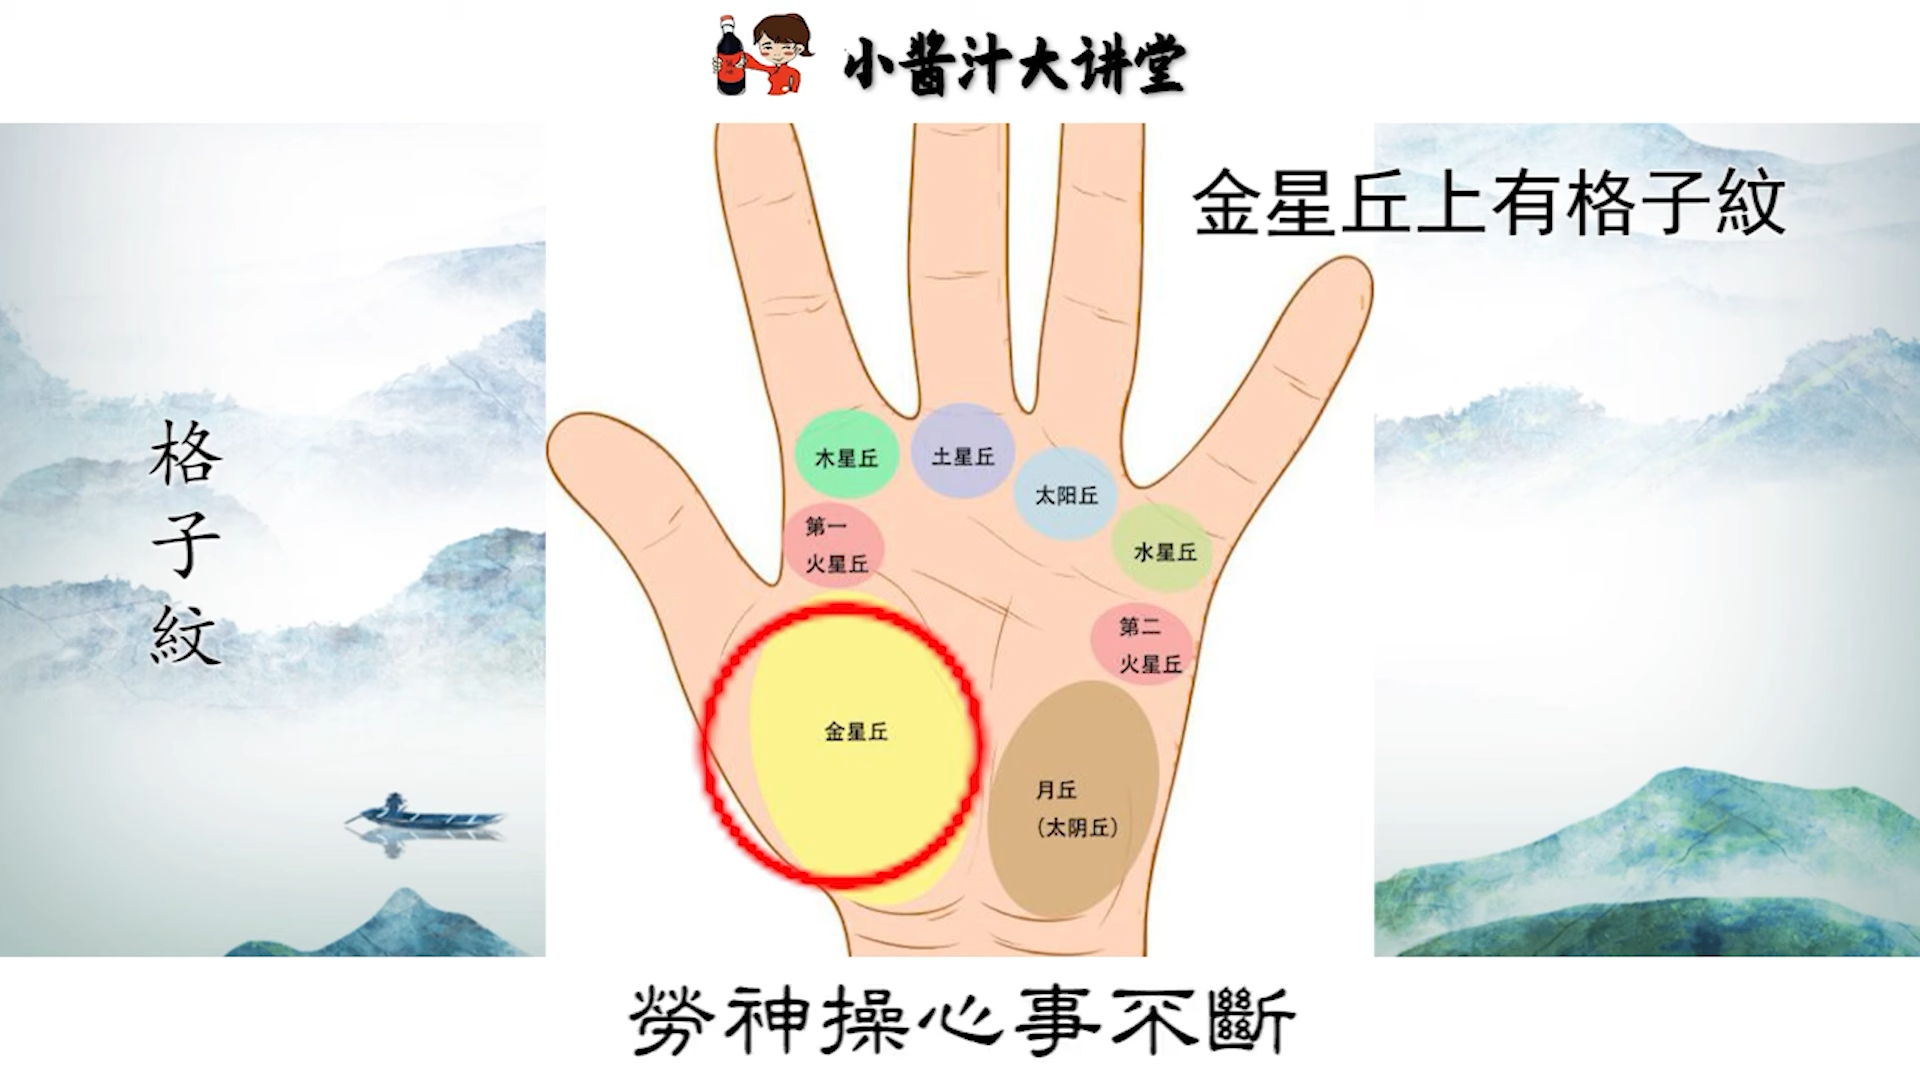 小酱汁大讲堂
金星丘上有格子紋
格子紋
木星丘
土星丘
太阳丘
水星丘
第一
火星丘
第二
火星丘
金星丘
月丘
（太阴丘）
勞神操心事不斷